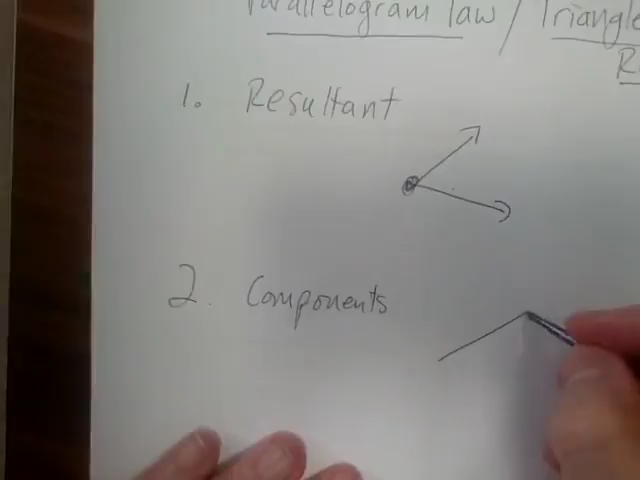 Parallelogram law / Triangle
R
1. Resultant
2. Components